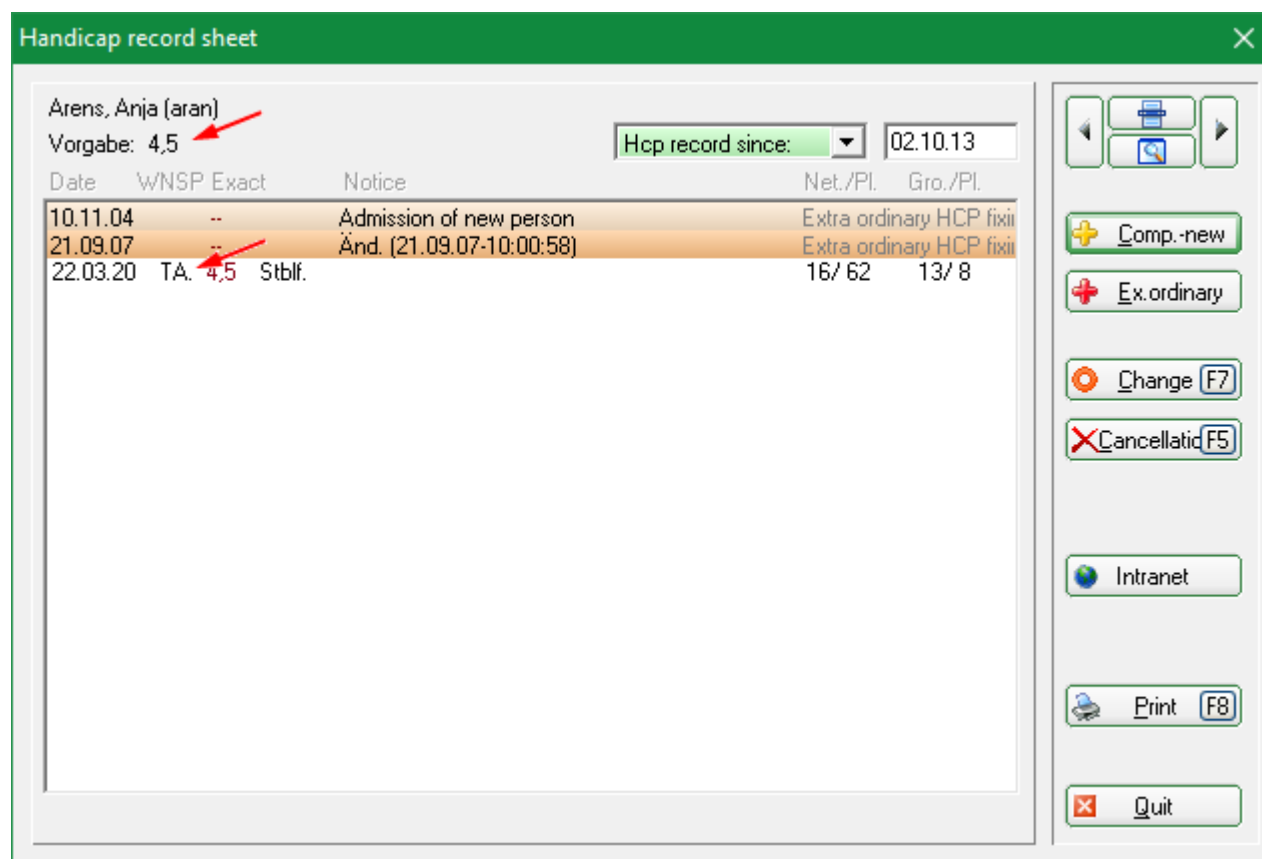 Handicap record sheet
Arens, Anja (aran)
Vorgabe: 4,5
Hcp record since: 02.10.13
Date WNSP Exact Notice Net./Pl. Gro./Pl.
10.11.04 -- Admission of new person Extra ordinary HCP fixii
21.09.07 -- Änd. (21.09.07-10:00:58) Extra ordinary HCP fixii
22.03.20 TA. 4,5 Stblf. 16/ 62 13/ 8
Comp.-new
Ex.ordinary
Change F7
Cancellatic F5
Intranet
Print F8
Quit